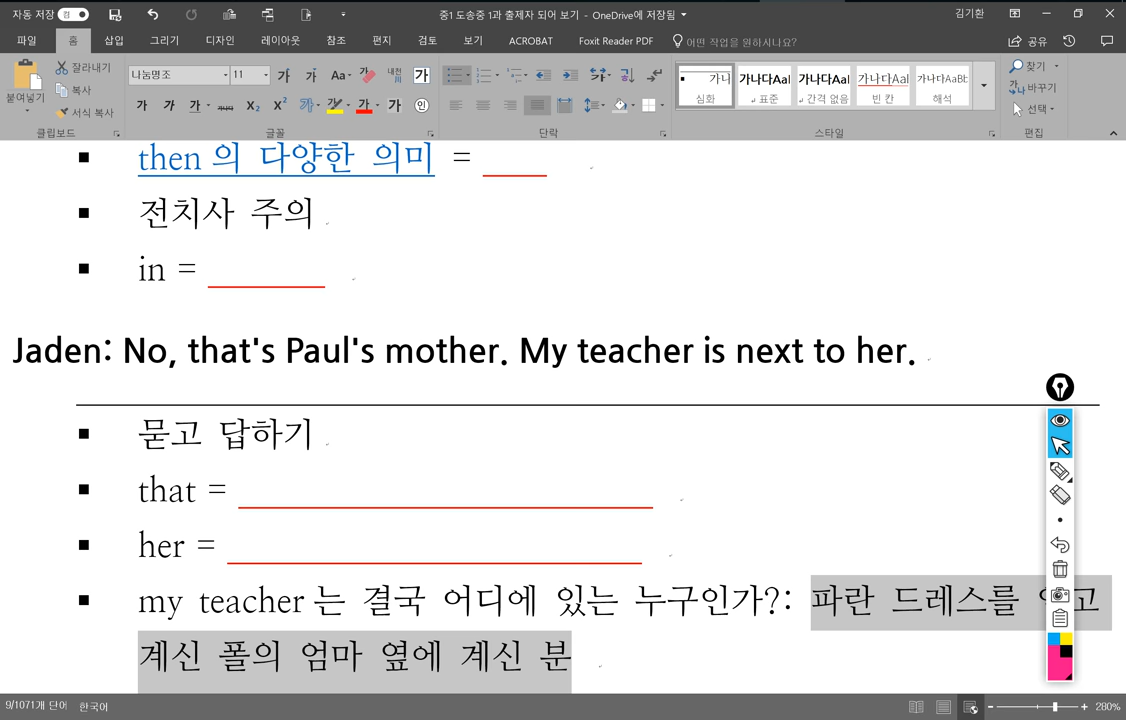 자동 저장 컴 중1 도송중 1과 출제자 되어 보기 - OneDrive에 저장됨 김기환
파일 홈 삽입 그리기 디자인 레이아웃 참조 편지 검토 보기 ACROBAT Foxit Reader PDF 어떤 작업을 원하시나요? 공유
붙여넣기 잘라내기 복사 서식 복사
나눔명조 11
가나 가나다AaI 가나다AaI 가나다AaI 가나다AaBt
심화 표준 간격 없음 빈 칸 해석
찾기 바꾸기 선택
클립보드 글꼴 단락 스타일 편집
then 의 다양한 의미 =
전치사 주의
in =
Jaden: No, that's Paul's mother. My teacher is next to her.
묻고 답하기
that =
her =
my teacher 는 결국 어디에 있는 누구인가?: 파란 드레스를 고
계신 폴의 엄마 옆에 계신 분
9/1071개 단어 한국어 280%